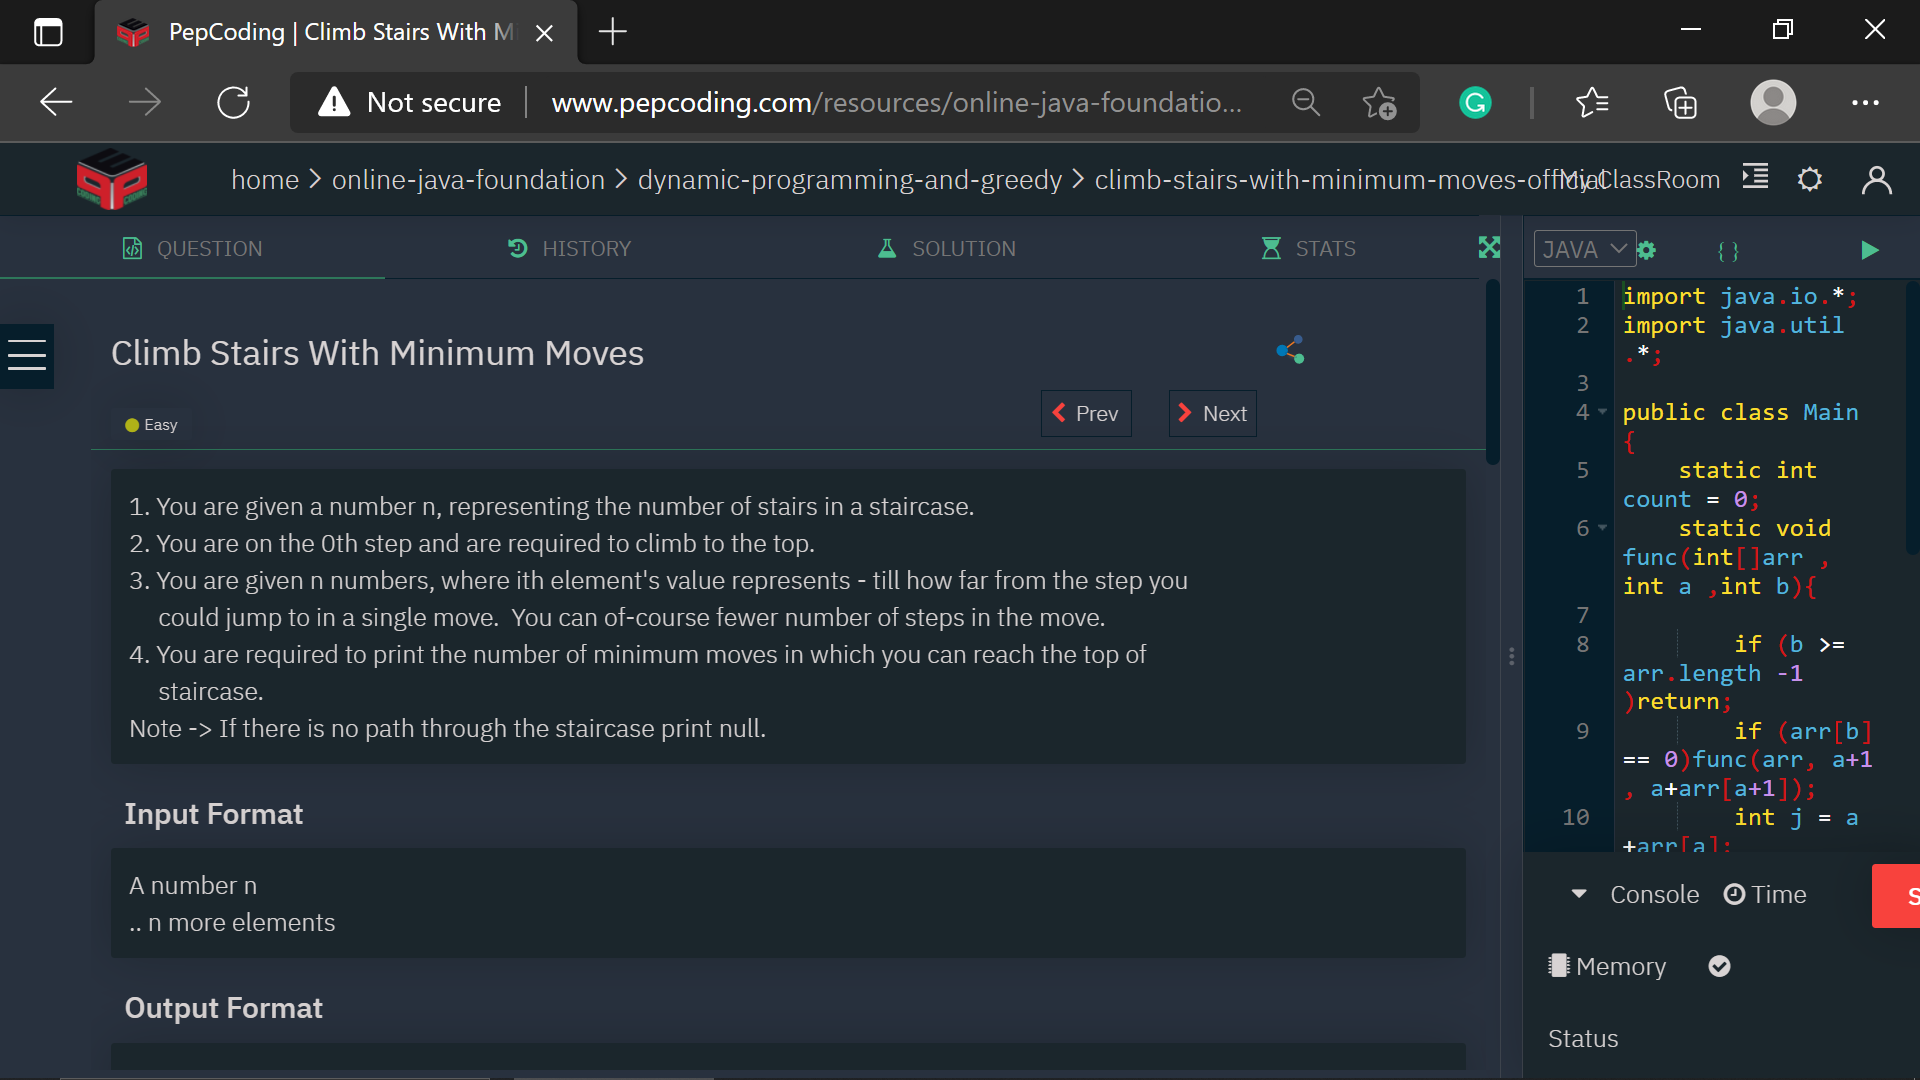 PepCoding | Climb Stairs With M
Not secure www.pepcoding.com/resources/online-java-foundatio...
home > online-java-foundation > dynamic-programming-and-greedy > climb-stairs-with-minimum-moves-official
My ClassRoom
QUESTION HISTORY SOLUTION STATS
Climb Stairs With Minimum Moves
Easy
Prev Next
1. You are given a number n, representing the number of stairs in a staircase.
2. You are on the 0th step and are required to climb to the top.
3. You are given n numbers, where ith element's value represents - till how far from the step you
could jump to in a single move. You can of-course fewer number of steps in the move.
4. You are required to print the number of minimum moves in which you can reach the top of
staircase.
Note -> If there is no path through the staircase print null.
Input Format
A number n
.. n more elements
Output Format
JAVA { }
1 import java.io.*;
2 import java.util
.*;
3
4 public class Main
{
5 static int
count = 0;
6 static void
func(int[]arr ,
int a ,int b){
7
8 if (b >=
arr.length -1
)return;
9 if (arr[b]
== 0)func(arr, a+1
, a+arr[a+1]);
10 int j = a
+arr[a];
Console Time
S
Memory
Status